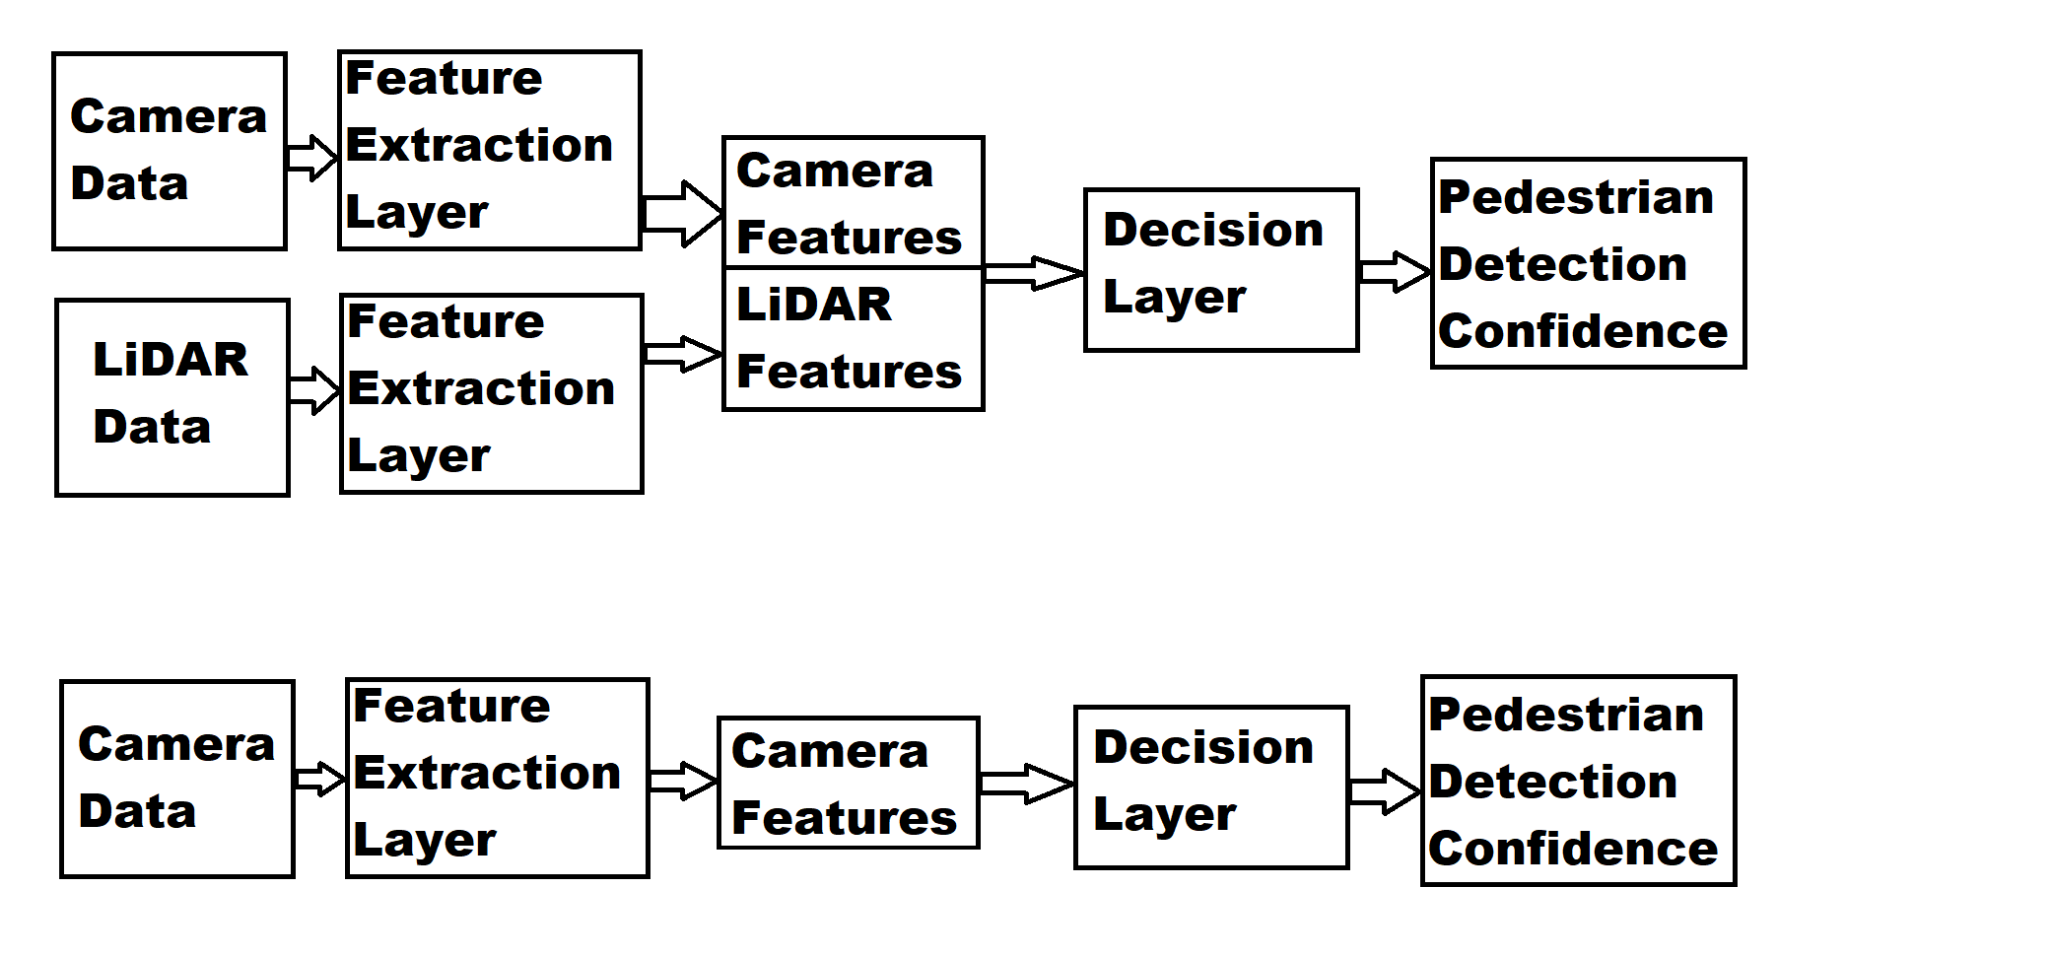 Camera
Data
Feature
Extraction
Layer
LiDAR
Data
Feature
Extraction
Layer
Camera
Features
LiDAR
Features
Decision
Layer
Pedestrian
Detection
Confidence
Camera
Data
Feature
Extraction
Layer
Camera
Features
Decision
Layer
Pedestrian
Detection
Confidence